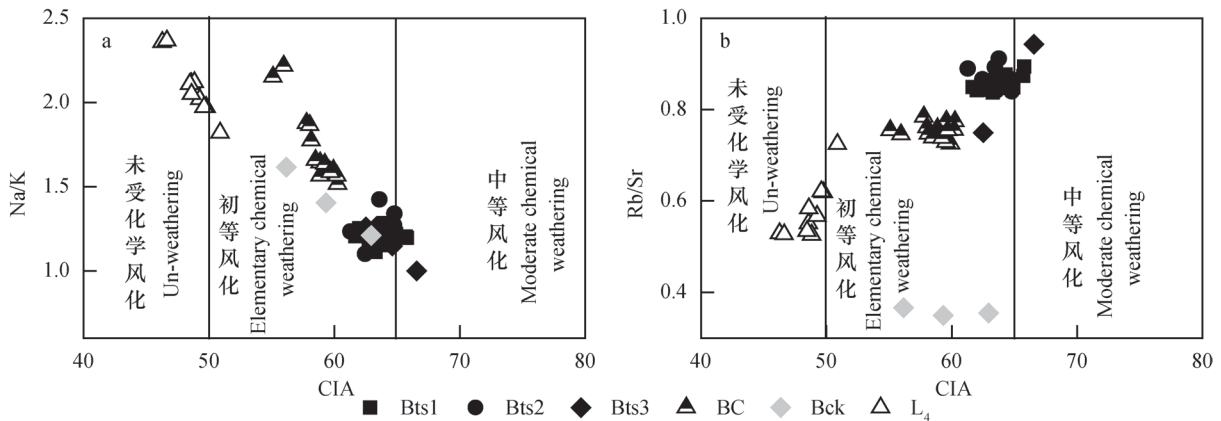 a
2.5
2.0
1.5
1.0
Na/K
未受化学风化
Un-weathering
初等风化
Elementary chemical
weathering
中等风化
Moderate chemical
weathering
40 50 60 70 80
CIA
b
1.0
0.8
0.6
0.4
Rb/Sr
未受化学风化
Un-weathering
初等风化
Elementary chemical
weathering
中等风化
Moderate chemical
weathering
40 50 60 70 80
CIA
Bts1 Bts2 Bts3 BC Bck L₄